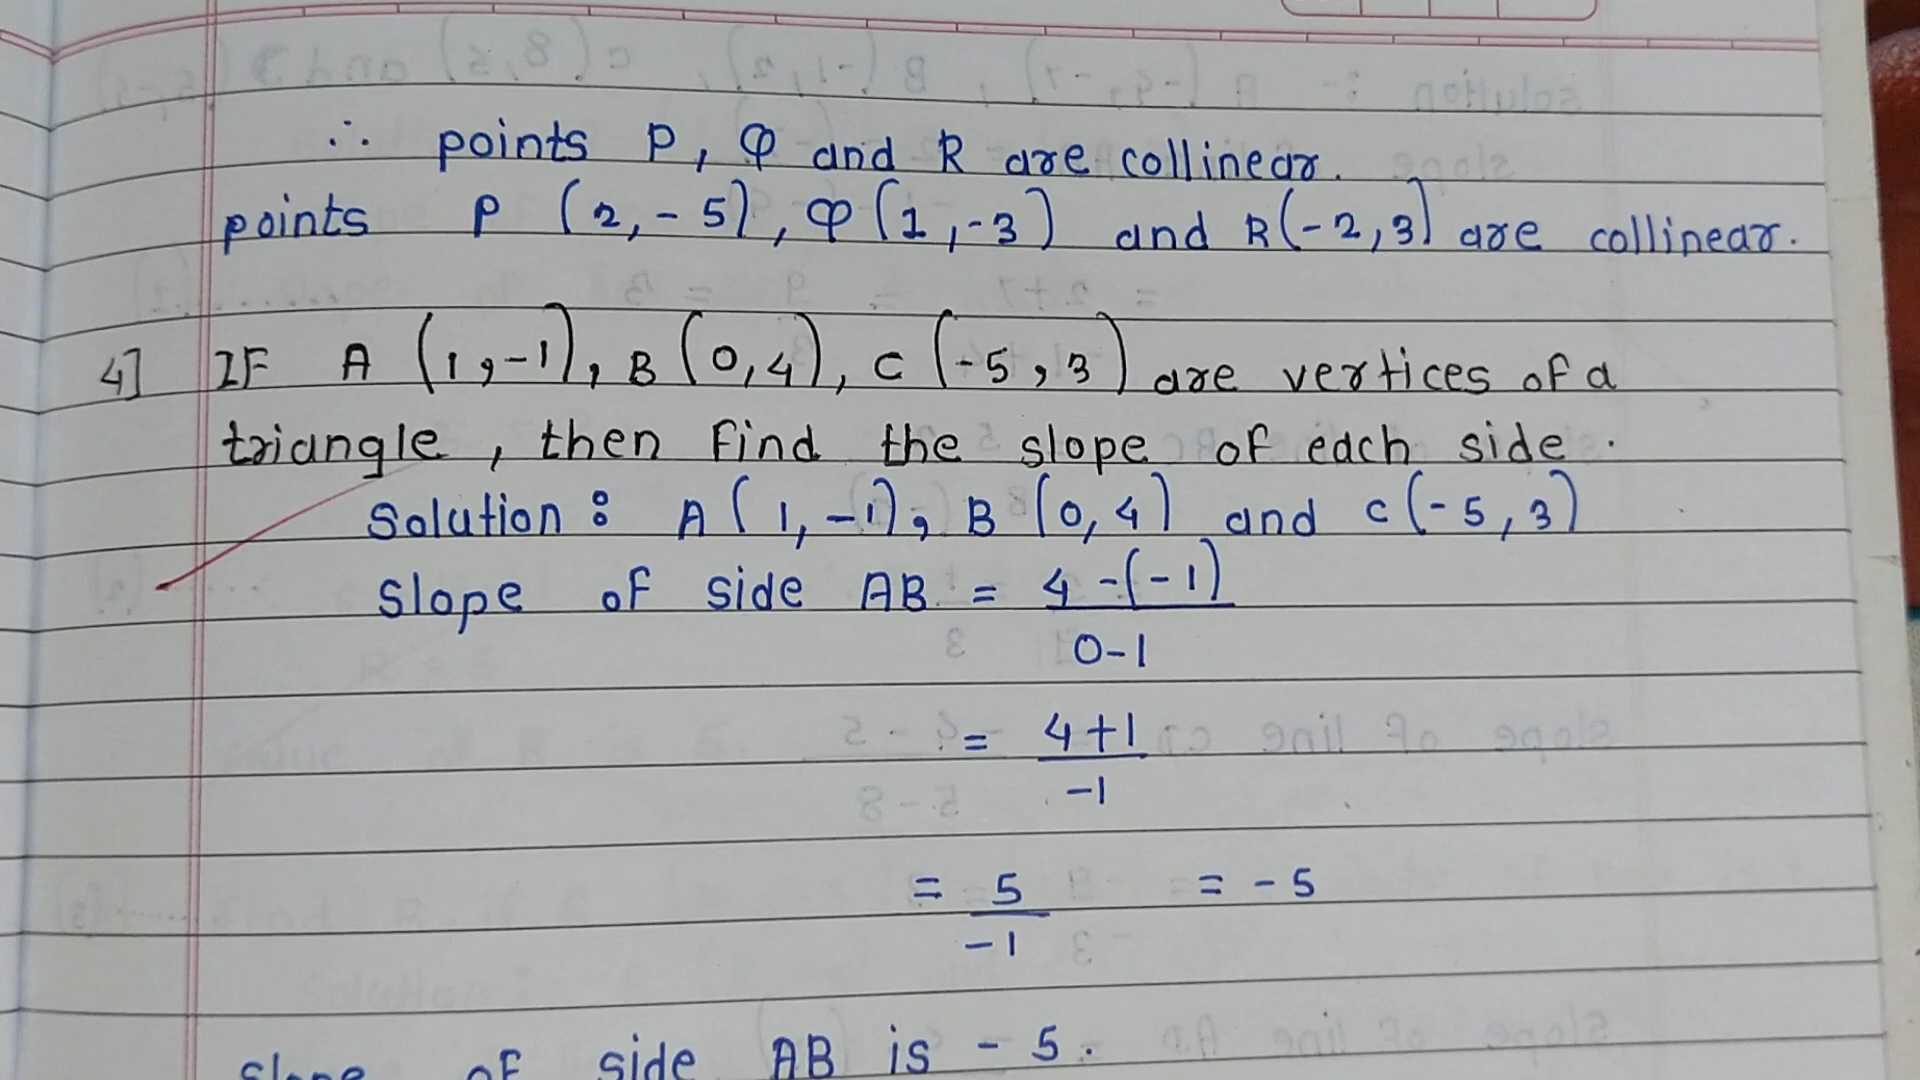 ∴ points P, Q and R are collinear.
points P (2, -5), Q (1, -3) and R(-2, 3) are collinear.
4] IF A (1, -1), B (0, 4), C (-5, 3) are vertices of a
triangle, then Find the slope of each side.
Solution : A (1, -1), B (0, 4) and C (-5, 3)
Slope of side AB = 4 - (-1)
0-1
= 4+1
-1
= 5 = -5
-1
slope of side AB is -5.